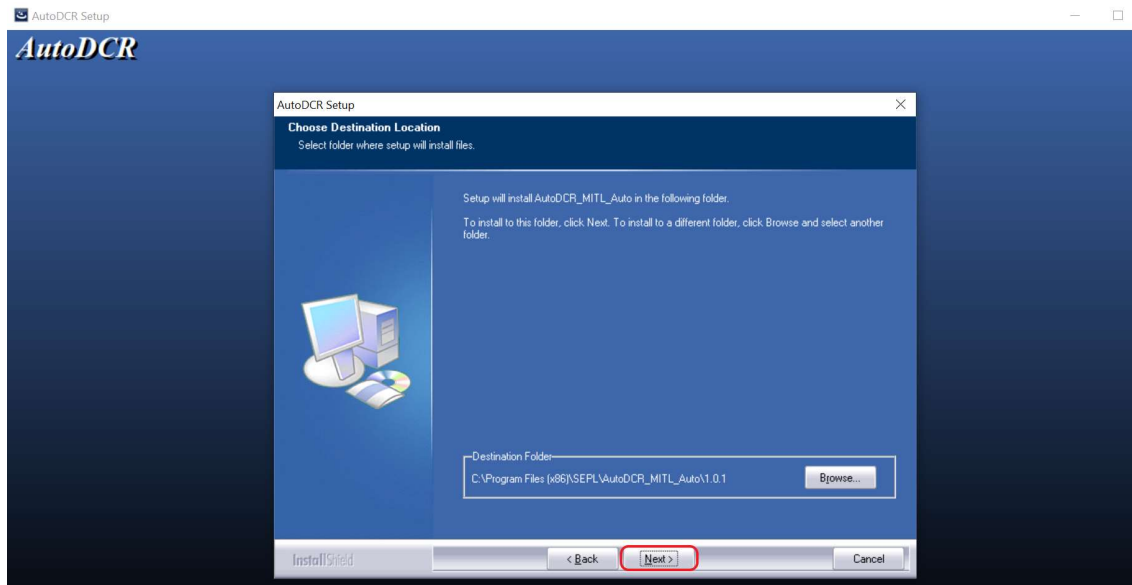 AutoDCR Setup
AutoDCR
AutoDCR Setup
Choose Destination Location
Select folder where setup will install files.
Setup will install AutoDCR_MITL_Auto in the following folder.
To install to this folder, click Next. To install to a different folder, click Browse and select another
folder.
Destination Folder
C:\Program Files (x86)\SEPL\AutoDCR_MITL_Auto\1.0.1
Browse...
InstallShield
< Back
Next >
Cancel